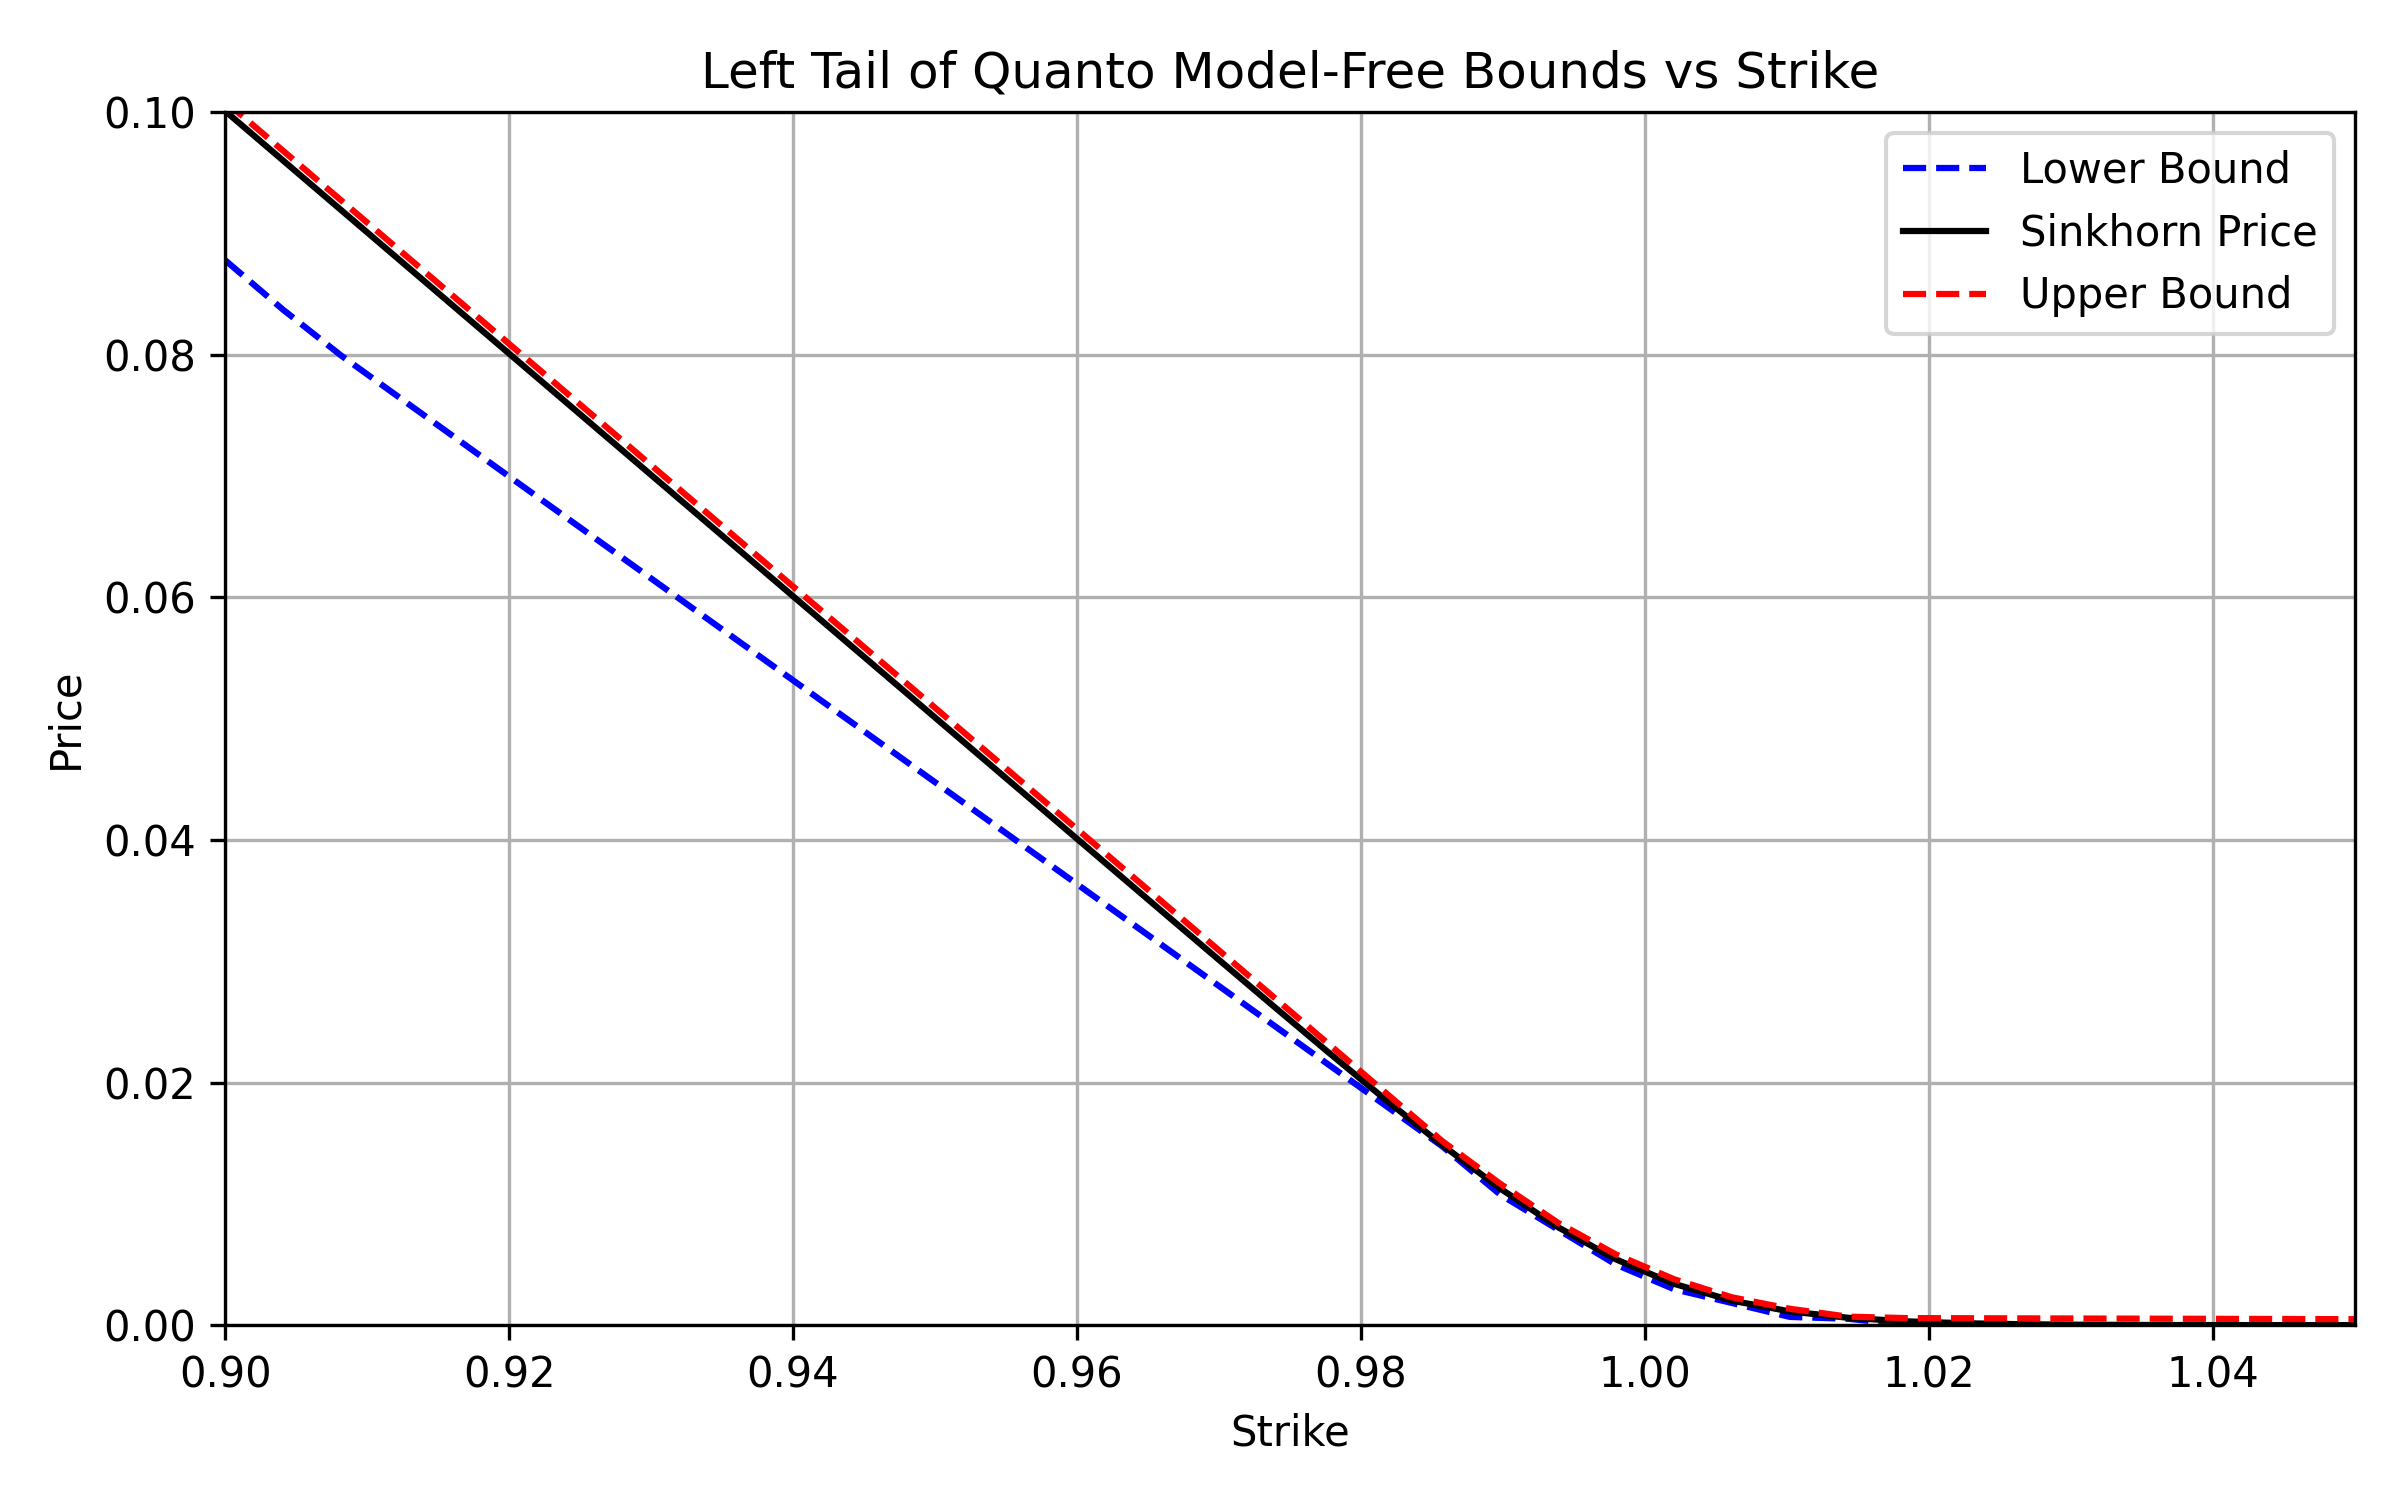 Left Tail of Quanto Model-Free Bounds vs Strike
0.10
0.08
0.06
0.04
0.02
0.00
Price
Lower Bound
Sinkhorn Price
Upper Bound
0.90 0.92 0.94 0.96 0.98 1.00 1.02 1.04
Strike